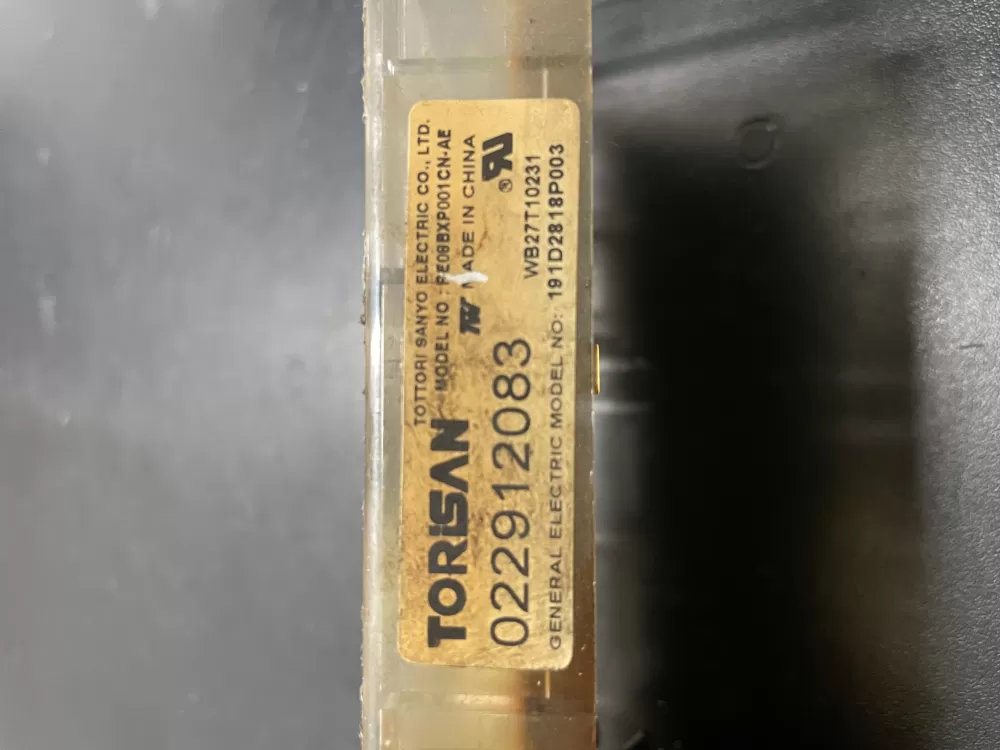 TOTTORI SANYO ELECTRIC CO., LTD.
TORISAN MODEL NO : PE08BXP001CN-AE
MADE IN CHINA
022912083 WB27T10231
GENERAL ELECTRIC MODEL NO: 191D2818P003